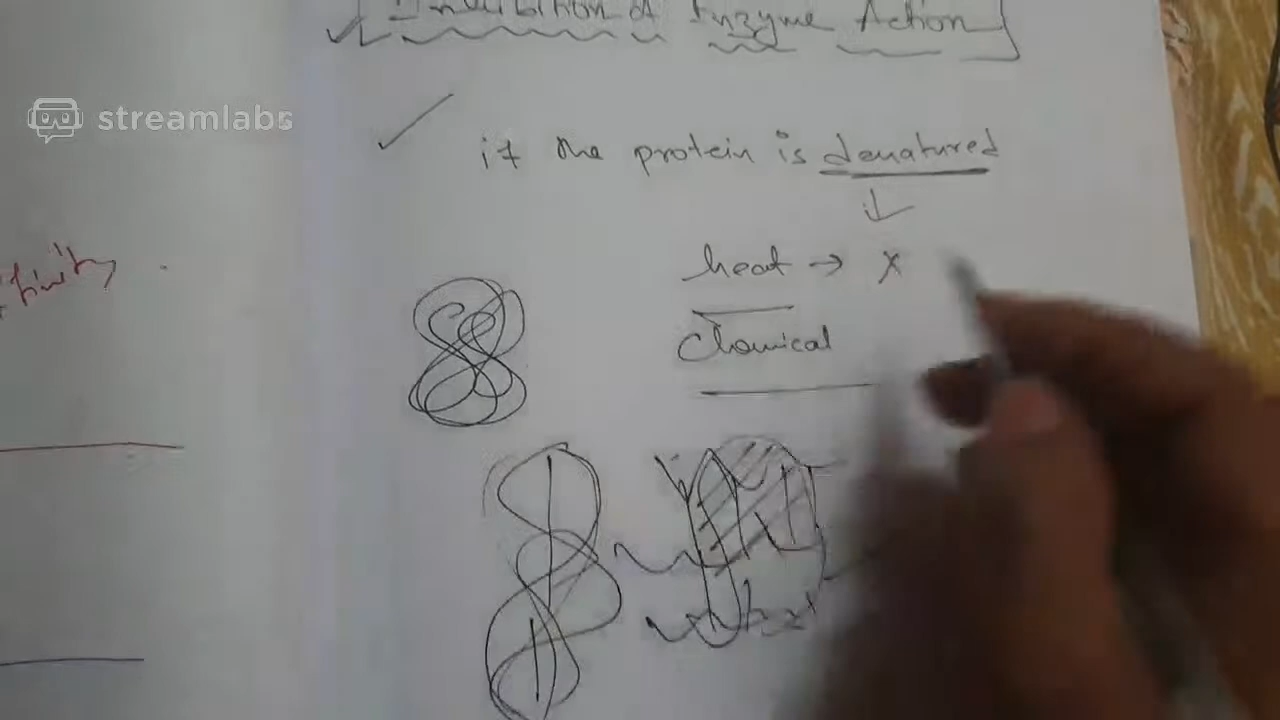 streamlabs
Inhibition of Enzyme Action
if the protein is denatured
heat → x
Chemical